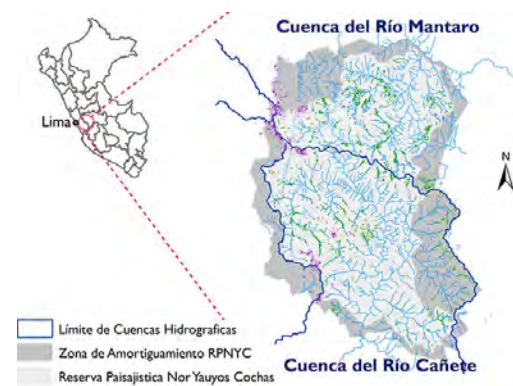 Cuenca del Río Mantaro
Lima
N
Límite de Cuencas Hidrograficas
Zona de Amortiguamiento RPNYC
Reserva Paisajistica Nor Yauyos Cochas
Cuenca del Río Cañete